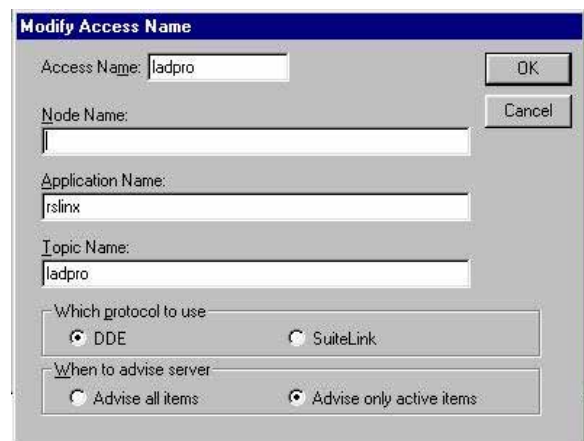 Modify Access Name
Access Name: ladpro
OK
Cancel
Node Name:
Application Name:
rslinx
Topic Name:
ladpro
Which protocol to use
DDE SuiteLink
When to advise server
Advise all items Advise only active items